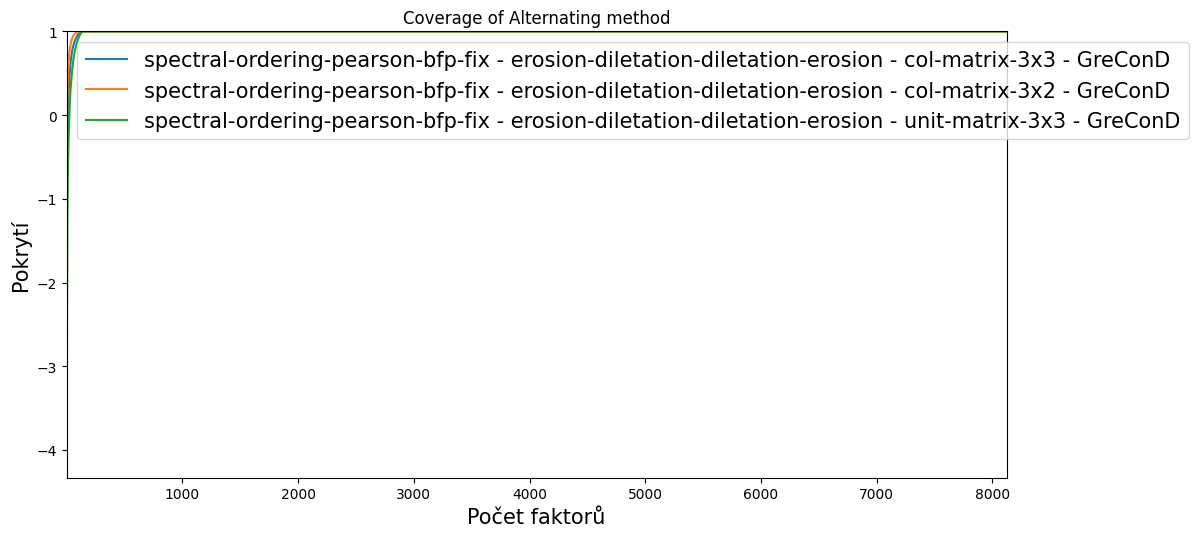 Coverage of Alternating method
spectral-ordering-pearson-bfp-fix - erosion-diletation-diletation-erosion - col-matrix-3x3 - GreConD
spectral-ordering-pearson-bfp-fix - erosion-diletation-diletation-erosion - col-matrix-3x2 - GreConD
spectral-ordering-pearson-bfp-fix - erosion-diletation-diletation-erosion - unit-matrix-3x3 - GreConD
Pokrytí
1
0
−1
−2
−3
−4
1000 2000 3000 4000 5000 6000 7000 8000
Počet faktorů